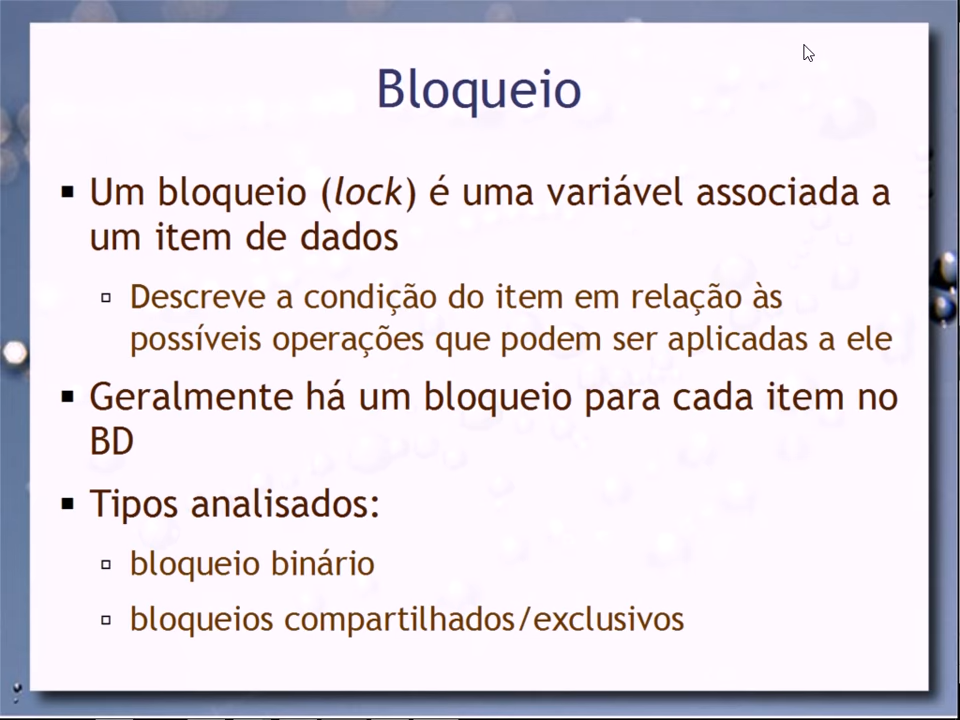 Bloqueio
Um bloqueio (lock) é uma variável associada a
um item de dados
Descreve a condição do item em relação às
possíveis operações que podem ser aplicadas a ele
Geralmente há um bloqueio para cada item no
BD
Tipos analisados:
bloqueio binário
bloqueios compartilhados/exclusivos